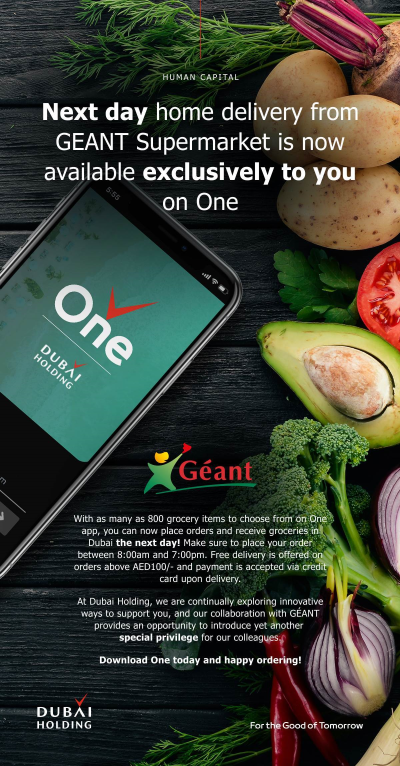 HUMAN CAPITAL
Next day home delivery from
GEANT Supermarket is now
available exclusively to you
on One
5:55
One
DUBAI
HOLDING
m
Géant
With as many as 800 grocery items to choose from on One
app, you can now place orders and receive groceries in
Dubai the next day! Make sure to place your order
between 8:00am and 7:00pm. Free delivery is offered on
orders above AED100/- and payment is accepted via credit
card upon delivery.
At Dubai Holding, we are continually exploring innovative
ways to support you, and our collaboration with GÉANT
provides an opportunity to introduce yet another
special privilege for our colleagues.
Download One today and happy ordering!
DUBAI
HOLDING
For the Good of Tomorrow